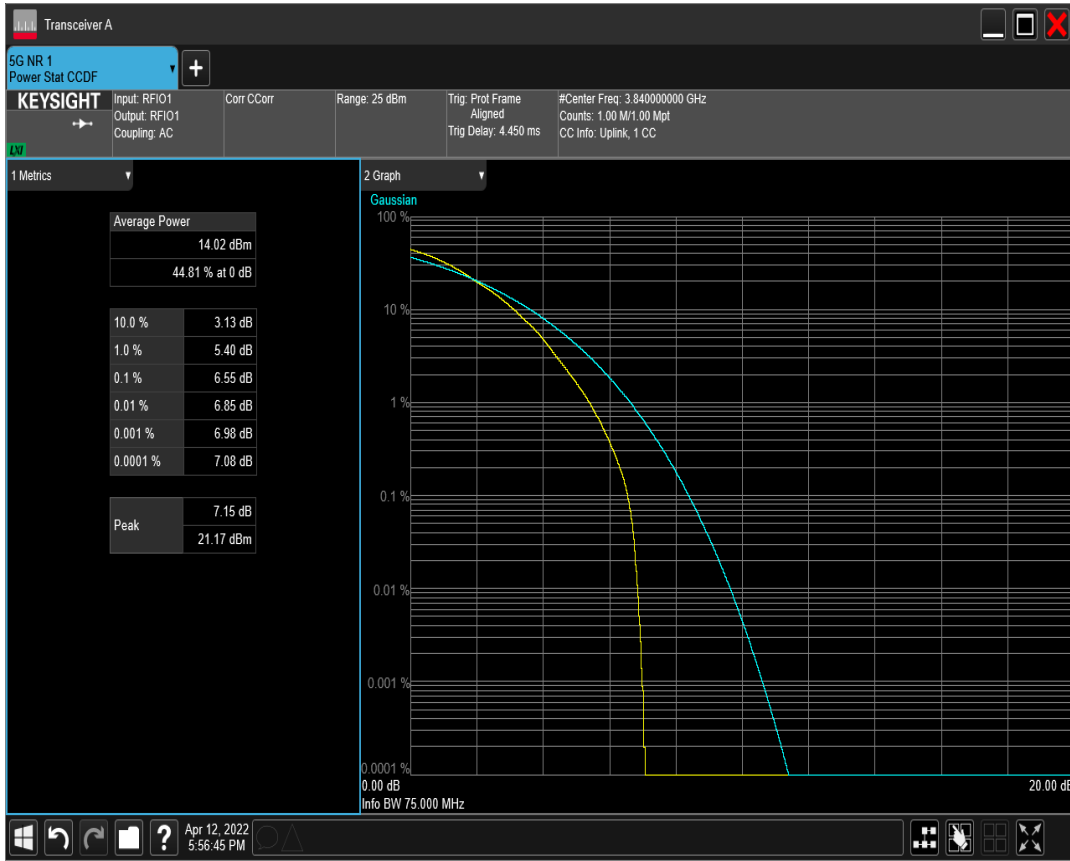 Transceiver A
5G NR 1
Power Stat CCDF
KEYSIGHT
LXI
Input: RFIO1
Output: RFIO1
Coupling: AC
Corr CCorr
Range: 25 dBm
Trig: Prot Frame
Aligned
Trig Delay: 4.450 ms
#Center Freq: 3.840000000 GHz
Counts: 1.00 M/1.00 Mpt
CC Info: Uplink, 1 CC
1 Metrics
Average Power
14.02 dBm
44.81 % at 0 dB
10.0 % 3.13 dB
1.0 % 5.40 dB
0.1 % 6.55 dB
0.01 % 6.85 dB
0.001 % 6.98 dB
0.0001 % 7.08 dB
Peak
7.15 dB
21.17 dBm
2 Graph
Gaussian
100 %
10 %
1 %
0.1 %
0.01 %
0.001 %
0.0001 %
0.00 dB
20.00 dB
Info BW 75.000 MHz
Apr 12, 2022
5:56:45 PM